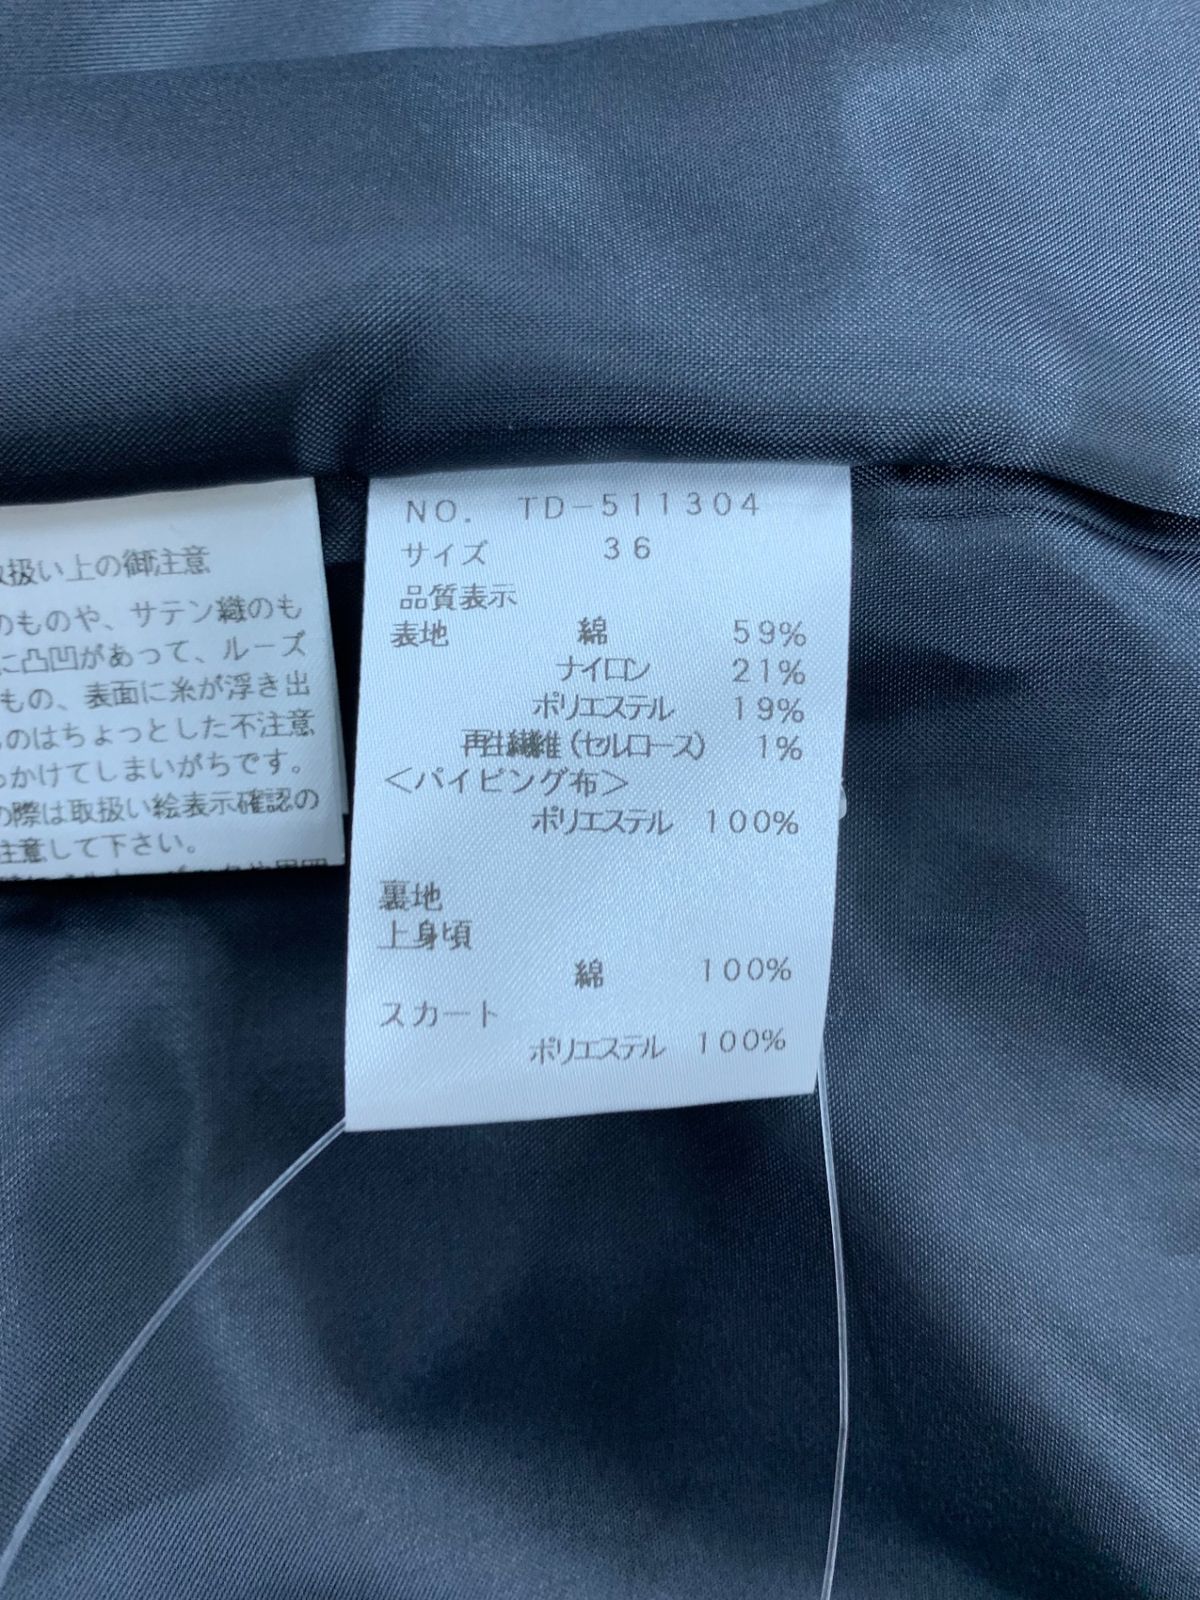 取扱い上の御注意
のものや、サテン織のも
に凸凹があって、ルーズ
もの、表面に糸が浮き出
のはちょっとした不注意
っかけてしまいがちです。
の際は取扱い絵表示確認の
注意して下さい。
NO. TD-511304
サイズ 36
品質表示
表地 綿 59%
ナイロン 21%
ポリエステル 19%
再生繊維(セルロース) 1%
<パイピング布>
ポリエステル 100%
裏地
上身頃
綿 100%
スカート
ポリエステル 100%